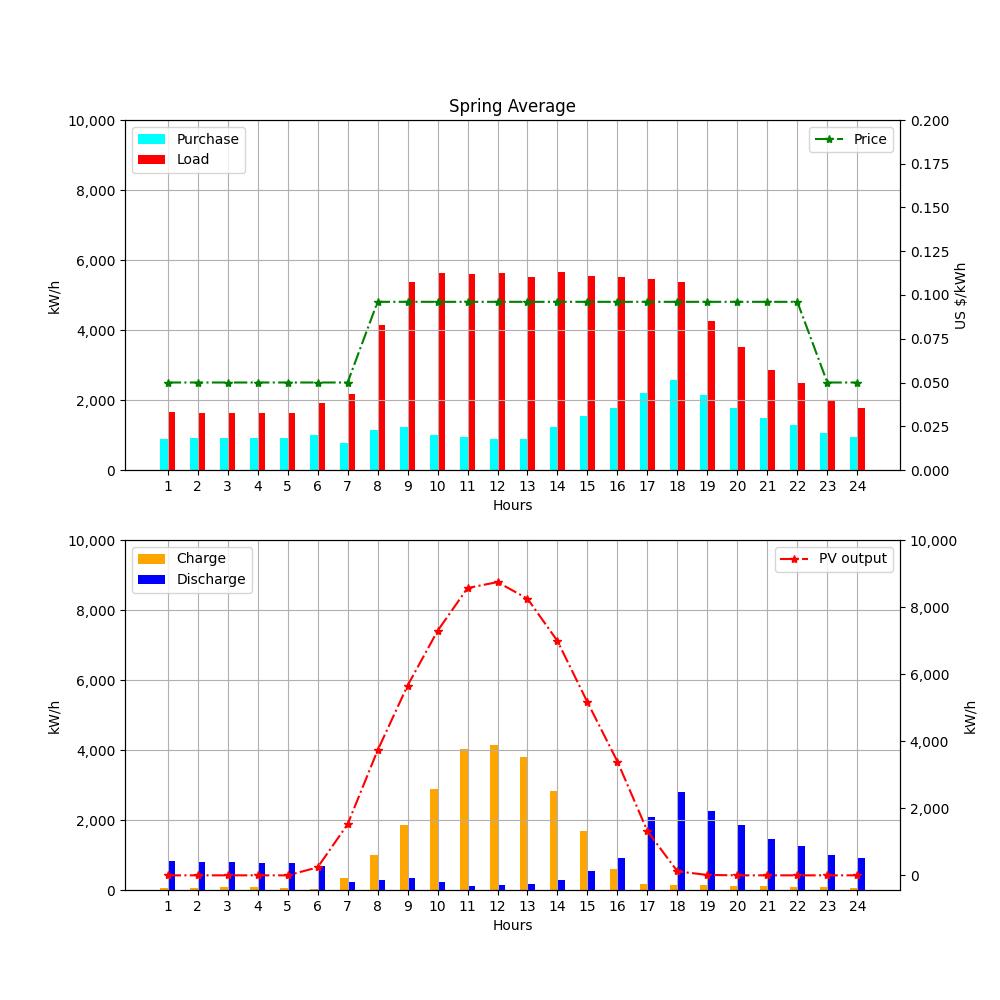 Spring Average
10,000
8,000
6,000
4,000
2,000
0
kW/h
Purchase
Load
Price
0.200
0.175
0.150
0.125
0.100
0.075
0.050
0.025
0.000
US $/kWh
1 2 3 4 5 6 7 8 9 10 11 12 13 14 15 16 17 18 19 20 21 22 23 24
Hours
10,000
8,000
6,000
4,000
2,000
0
kW/h
Charge
Discharge
PV output
10,000
8,000
6,000
4,000
2,000
0
kW/h
1 2 3 4 5 6 7 8 9 10 11 12 13 14 15 16 17 18 19 20 21 22 23 24
Hours